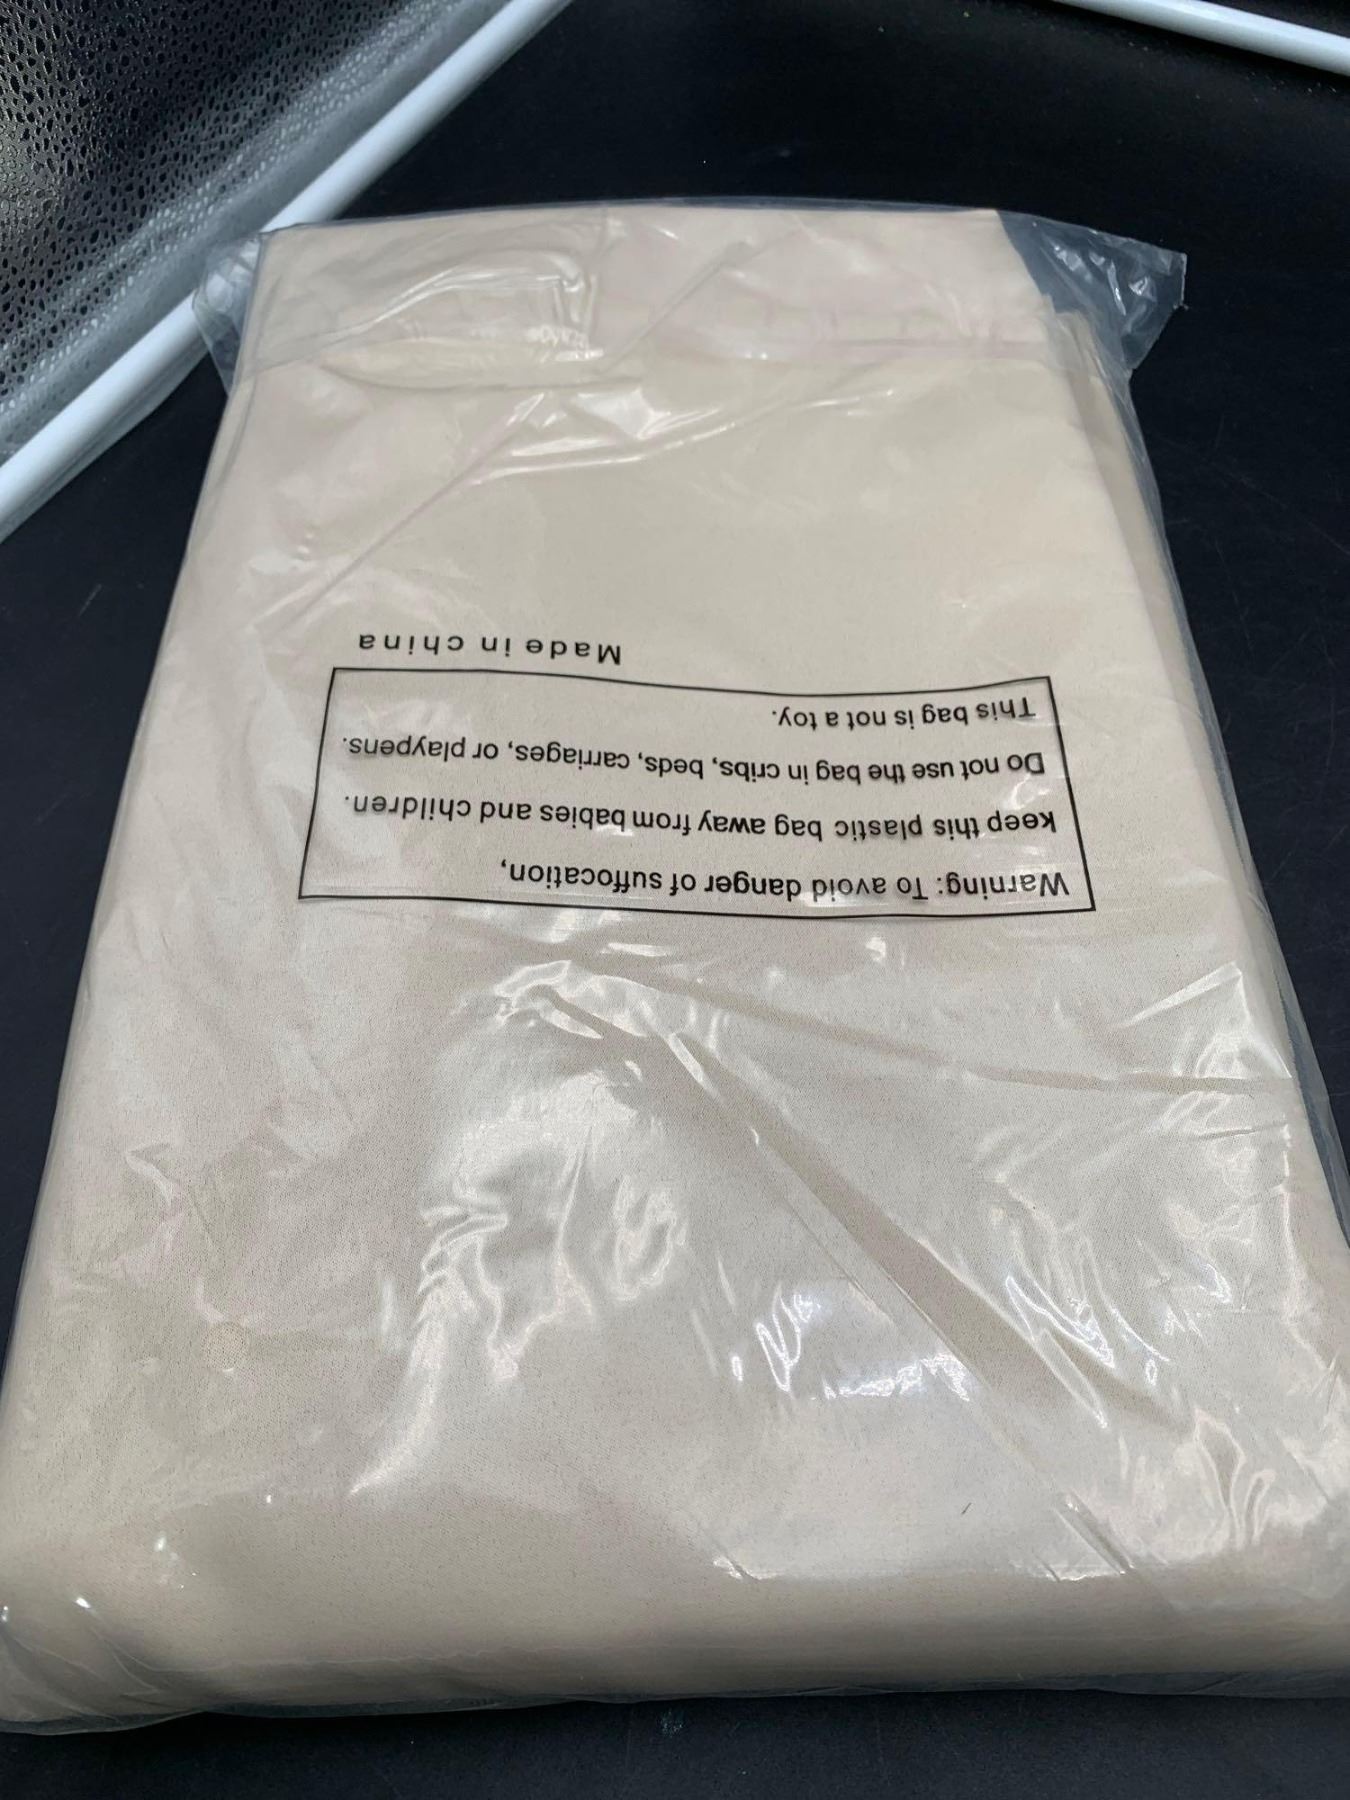 Warning: To avoid danger of suffocation,
keep this plastic bag away from babies and children.
Do not use the bag in cribs, beds, carriages, or playpens.
This bag is not a toy.
Made in china